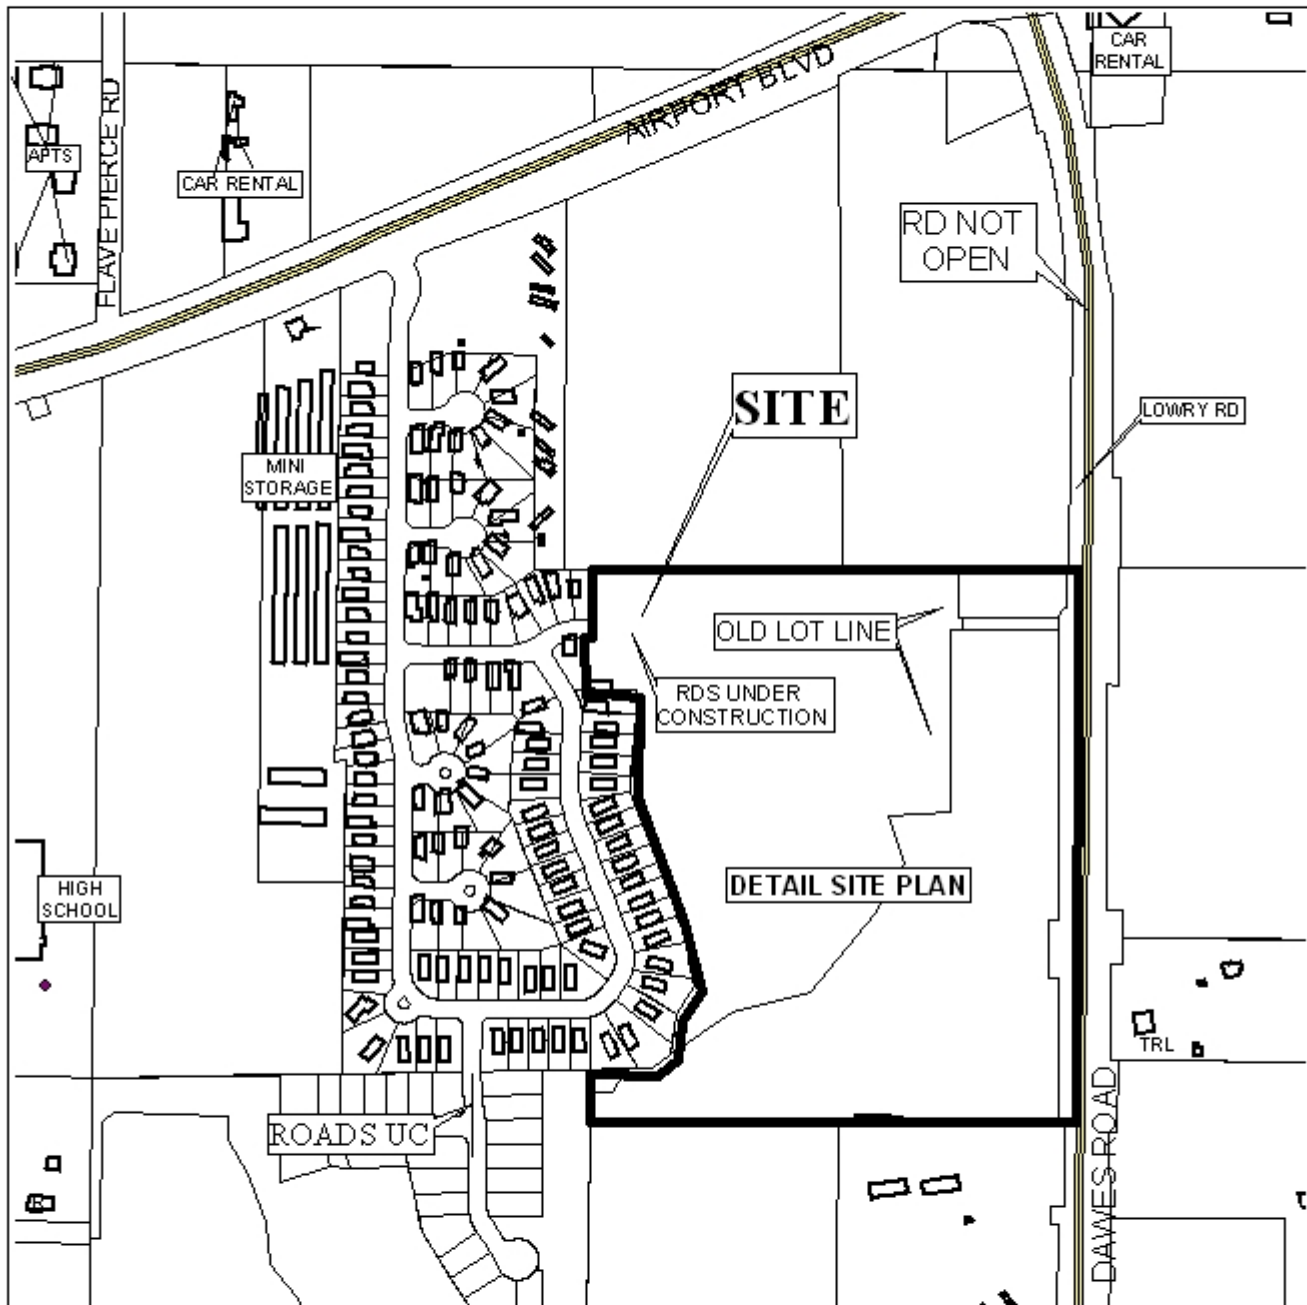 CAR
RENTAL
AIRPORT BLVD
FLAVE PIERCE RD
APTS
CAR RENTAL
RD NOT
OPEN
SITE
LOWRY RD
MINI
STORAGE
OLD LOT LINE
RDS UNDER
CONSTRUCTION
DETAIL SITE PLAN
HIGH
SCHOOL
TRL
ROADS UC
DAWES ROAD
R